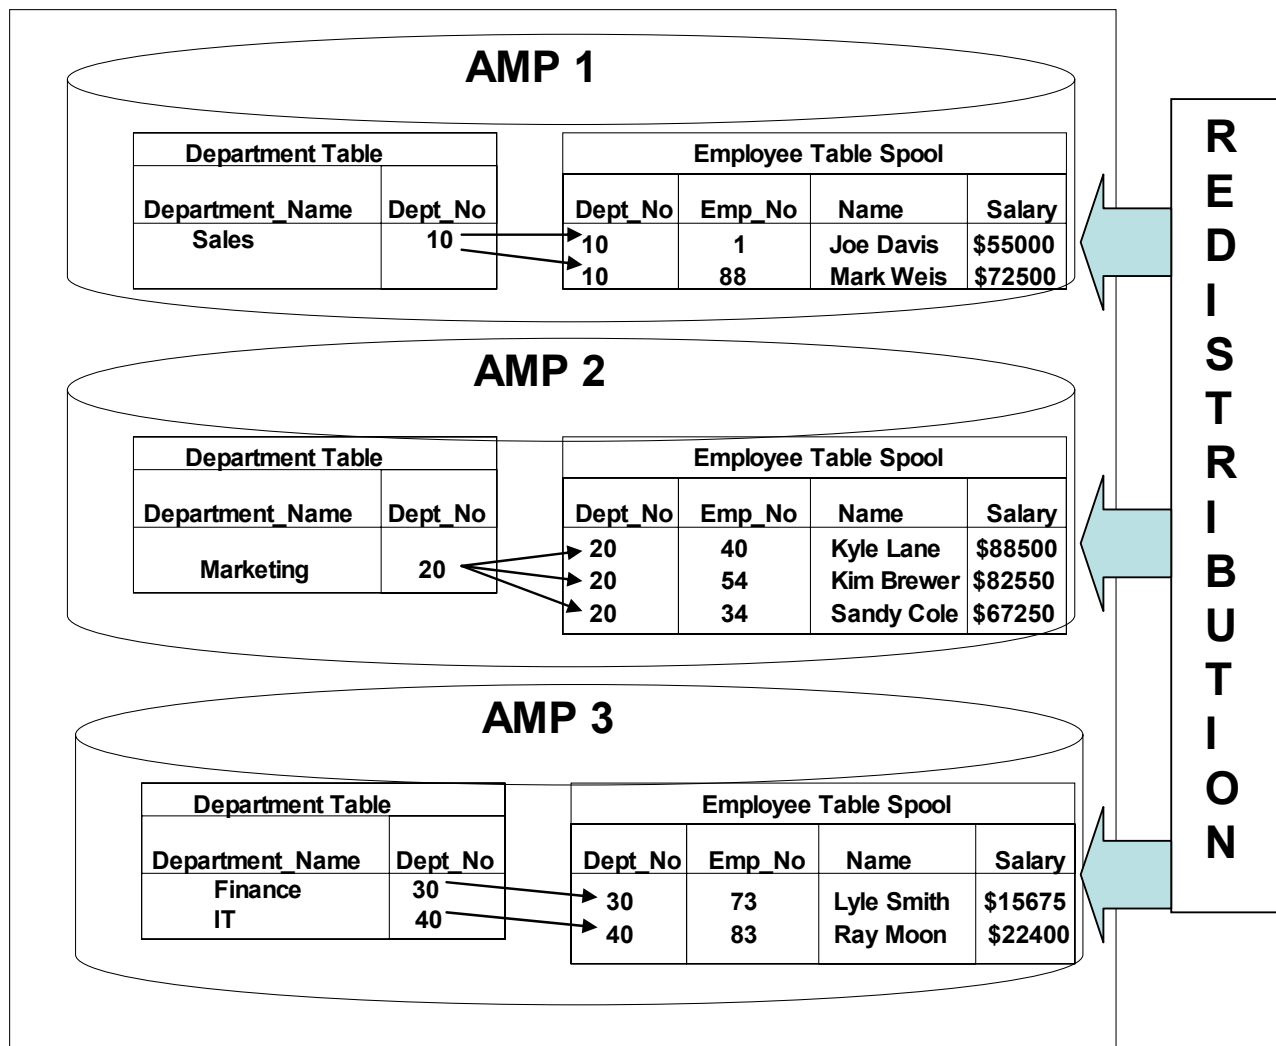 AMP 1
Department Table
Department_Name Dept_No
Sales 10
Employee Table Spool
Dept_No Emp_No Name Salary
10 1 Joe Davis $55000
10 88 Mark Weis $72500
AMP 2
Department Table
Department_Name Dept_No
Marketing 20
Employee Table Spool
Dept_No Emp_No Name Salary
20 40 Kyle Lane $88500
20 54 Kim Brewer $82550
20 34 Sandy Cole $67250
AMP 3
Department Table
Department_Name Dept_No
Finance 30
IT 40
Employee Table Spool
Dept_No Emp_No Name Salary
30 73 Lyle Smith $15675
40 83 Ray Moon $22400
REDISTRIBUTION